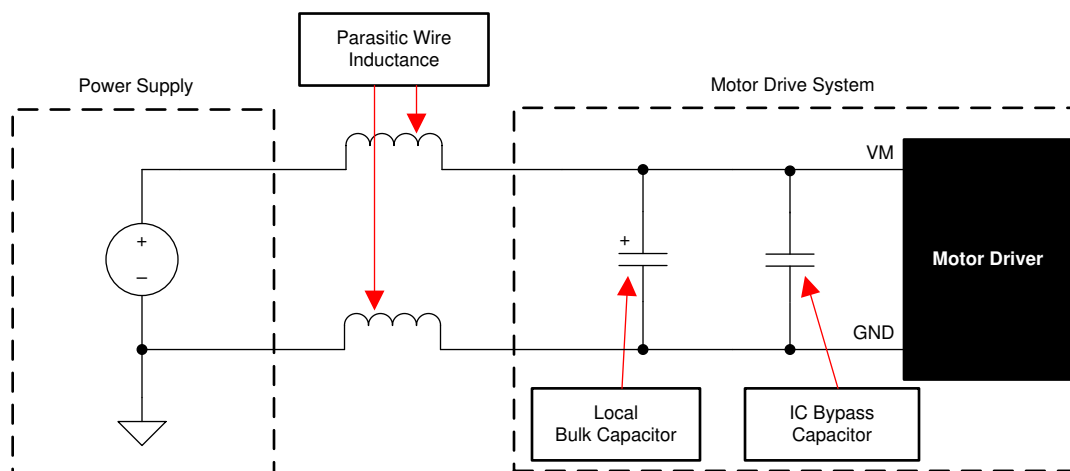 Parasitic Wire
Inductance
Power Supply
Motor Drive System
VM
+
–
+
Motor Driver
GND
Local
Bulk Capacitor
IC Bypass
Capacitor